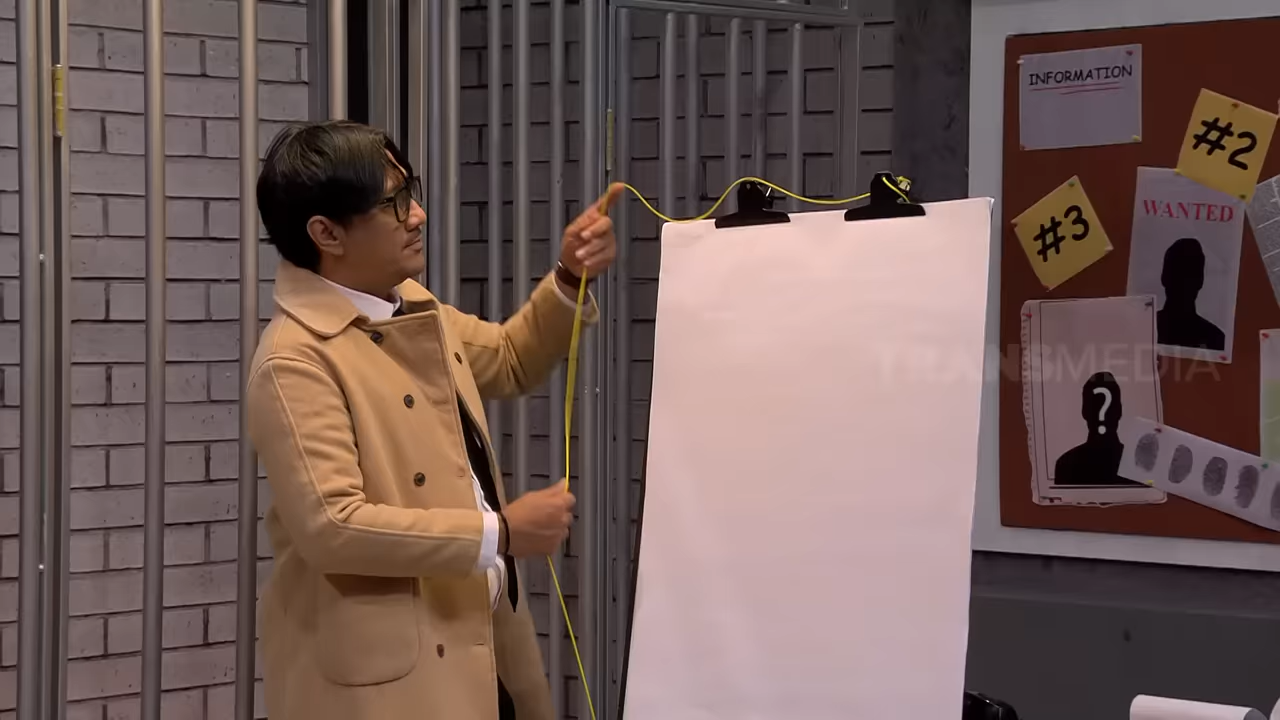 INFORMATION
#2
#3
WANTED
TRANSMEDIA
?